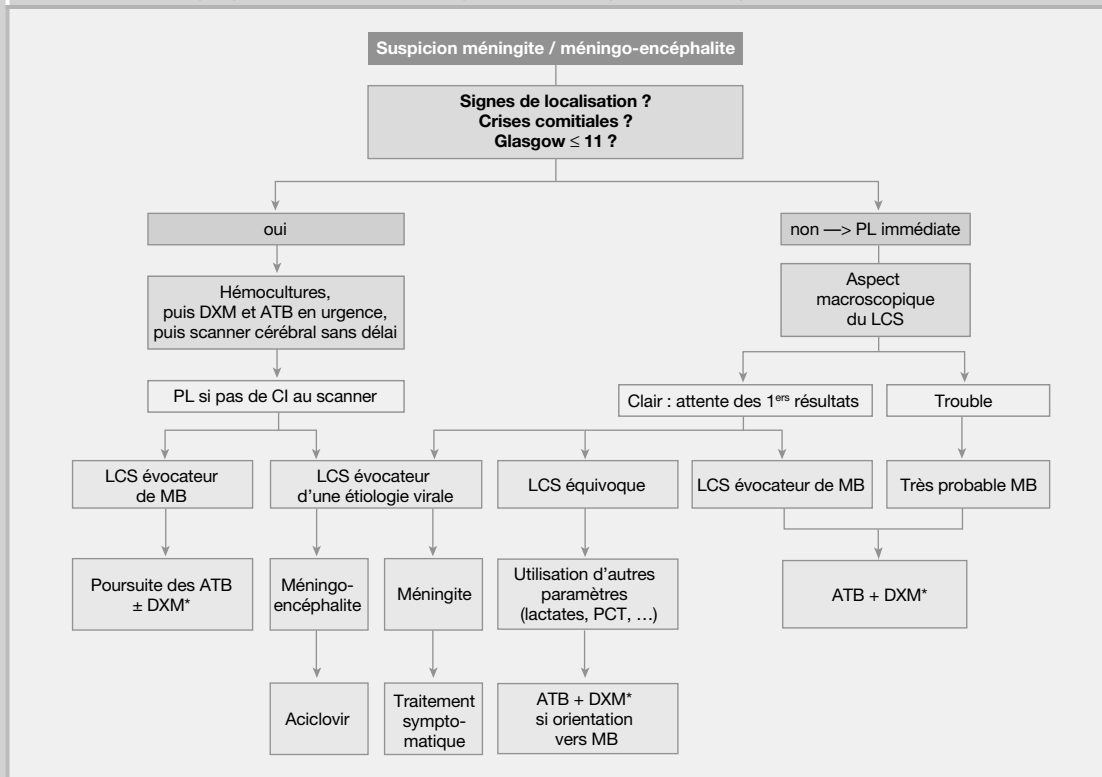 Suspicion méningite / méningo-encéphalite
Signes de localisation ?
Crises comitiales ?
Glasgow ≤ 11 ?
oui
non —> PL immédiate
Hémocultures,
puis DXM et ATB en urgence,
puis scanner cérébral sans délai
Aspect
macroscopique
du LCS
PL si pas de CI au scanner
Clair : attente des 1ers résultats
Trouble
LCS évocateur
de MB
LCS évocateur
d’une étiologie virale
LCS équivoque
LCS évocateur de MB
Très probable MB
Poursuite des ATB
± DXM*
Méningo-
encéphalite
Méningite
Utilisation d’autres
paramètres
(lactates, PCT, …)
ATB + DXM*
Aciclovir
Traitement
sympto-
matique
ATB + DXM*
si orientation
vers MB